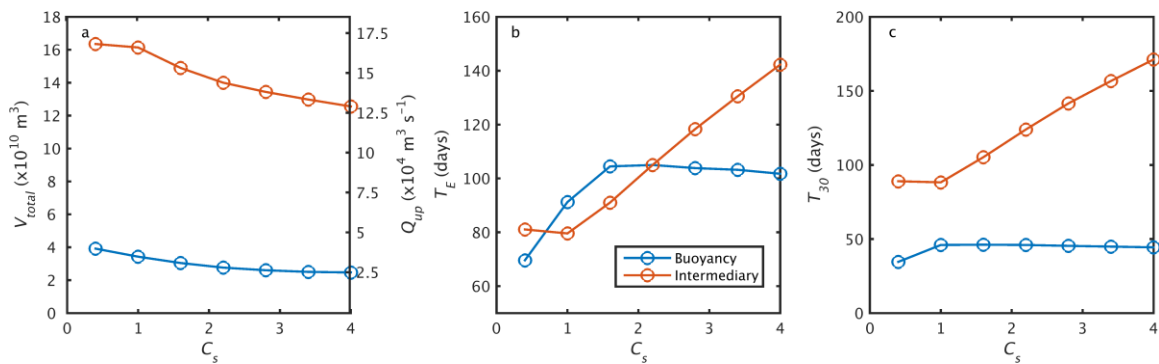 a
18
16
14
12
10
8
6
4
2
0
V_total (x10^10 m^3)
17.5
15
12.5
10
7.5
5
2.5
Q_up (x10^4 m^3 s^−1)
0 1 2 3 4
C_s
b
160
140
120
100
80
60
T_E (days)
Buoyancy
Intermediary
0 1 2 3 4
C_s
c
200
150
100
50
0
T_30 (days)
0 1 2 3 4
C_s